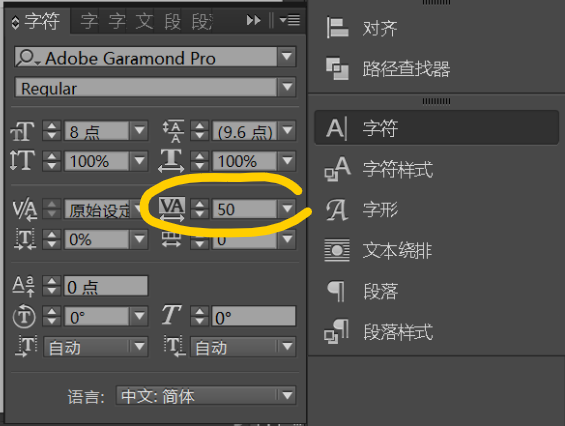 字符 字 字 文 段 段
Adobe Garamond Pro
Regular
8 点 (9.6 点)
100% 100%
原始设定 50
0% 0
0 点
0° 0°
自动 自动
语言: 中文: 简体
对齐
路径查找器
字符
字符样式
字形
文本绕排
段落
段落样式